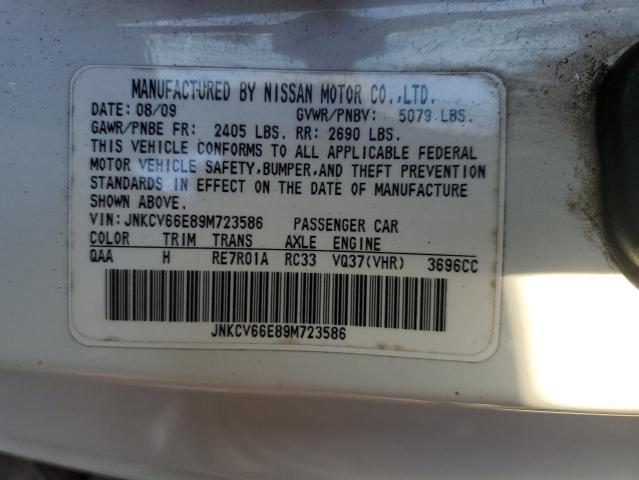 MANUFACTURED BY NISSAN MOTOR CO.,LTD.
DATE: 08/09 GVWR/PNBV: 5079 LBS.
GAWR/PNBE FR: 2405 LBS. RR: 2690 LBS.
THIS VEHICLE CONFORMS TO ALL APPLICABLE FEDERAL
MOTOR VEHICLE SAFETY,BUMPER,AND THEFT PREVENTION
STANDARDS IN EFFECT ON THE DATE OF MANUFACTURE
SHOWN ABOVE.
VIN: JNKCV66E89M723586 PASSENGER CAR
COLOR TRIM TRANS AXLE ENGINE
QAA H RE7R01A RC33 VQ37(VHR) 3696CC
JNKCV66E89M723586